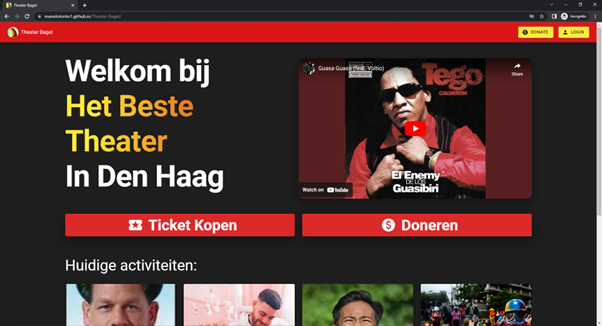 Theater Baget
manolotonto1.github.io/Theater-Baget/
Incognito
Theater Baget
DONATE
LOGIN
Welkom bij
Het Beste
Theater
In Den Haag
Guasa Guasa (feat. Voltio)
Share
TEGO
CALDERÓN
El Enemy
DE LOS
Guasíbiri
Watch on YouTube
Ticket Kopen
Doneren
Huidige activiteiten: